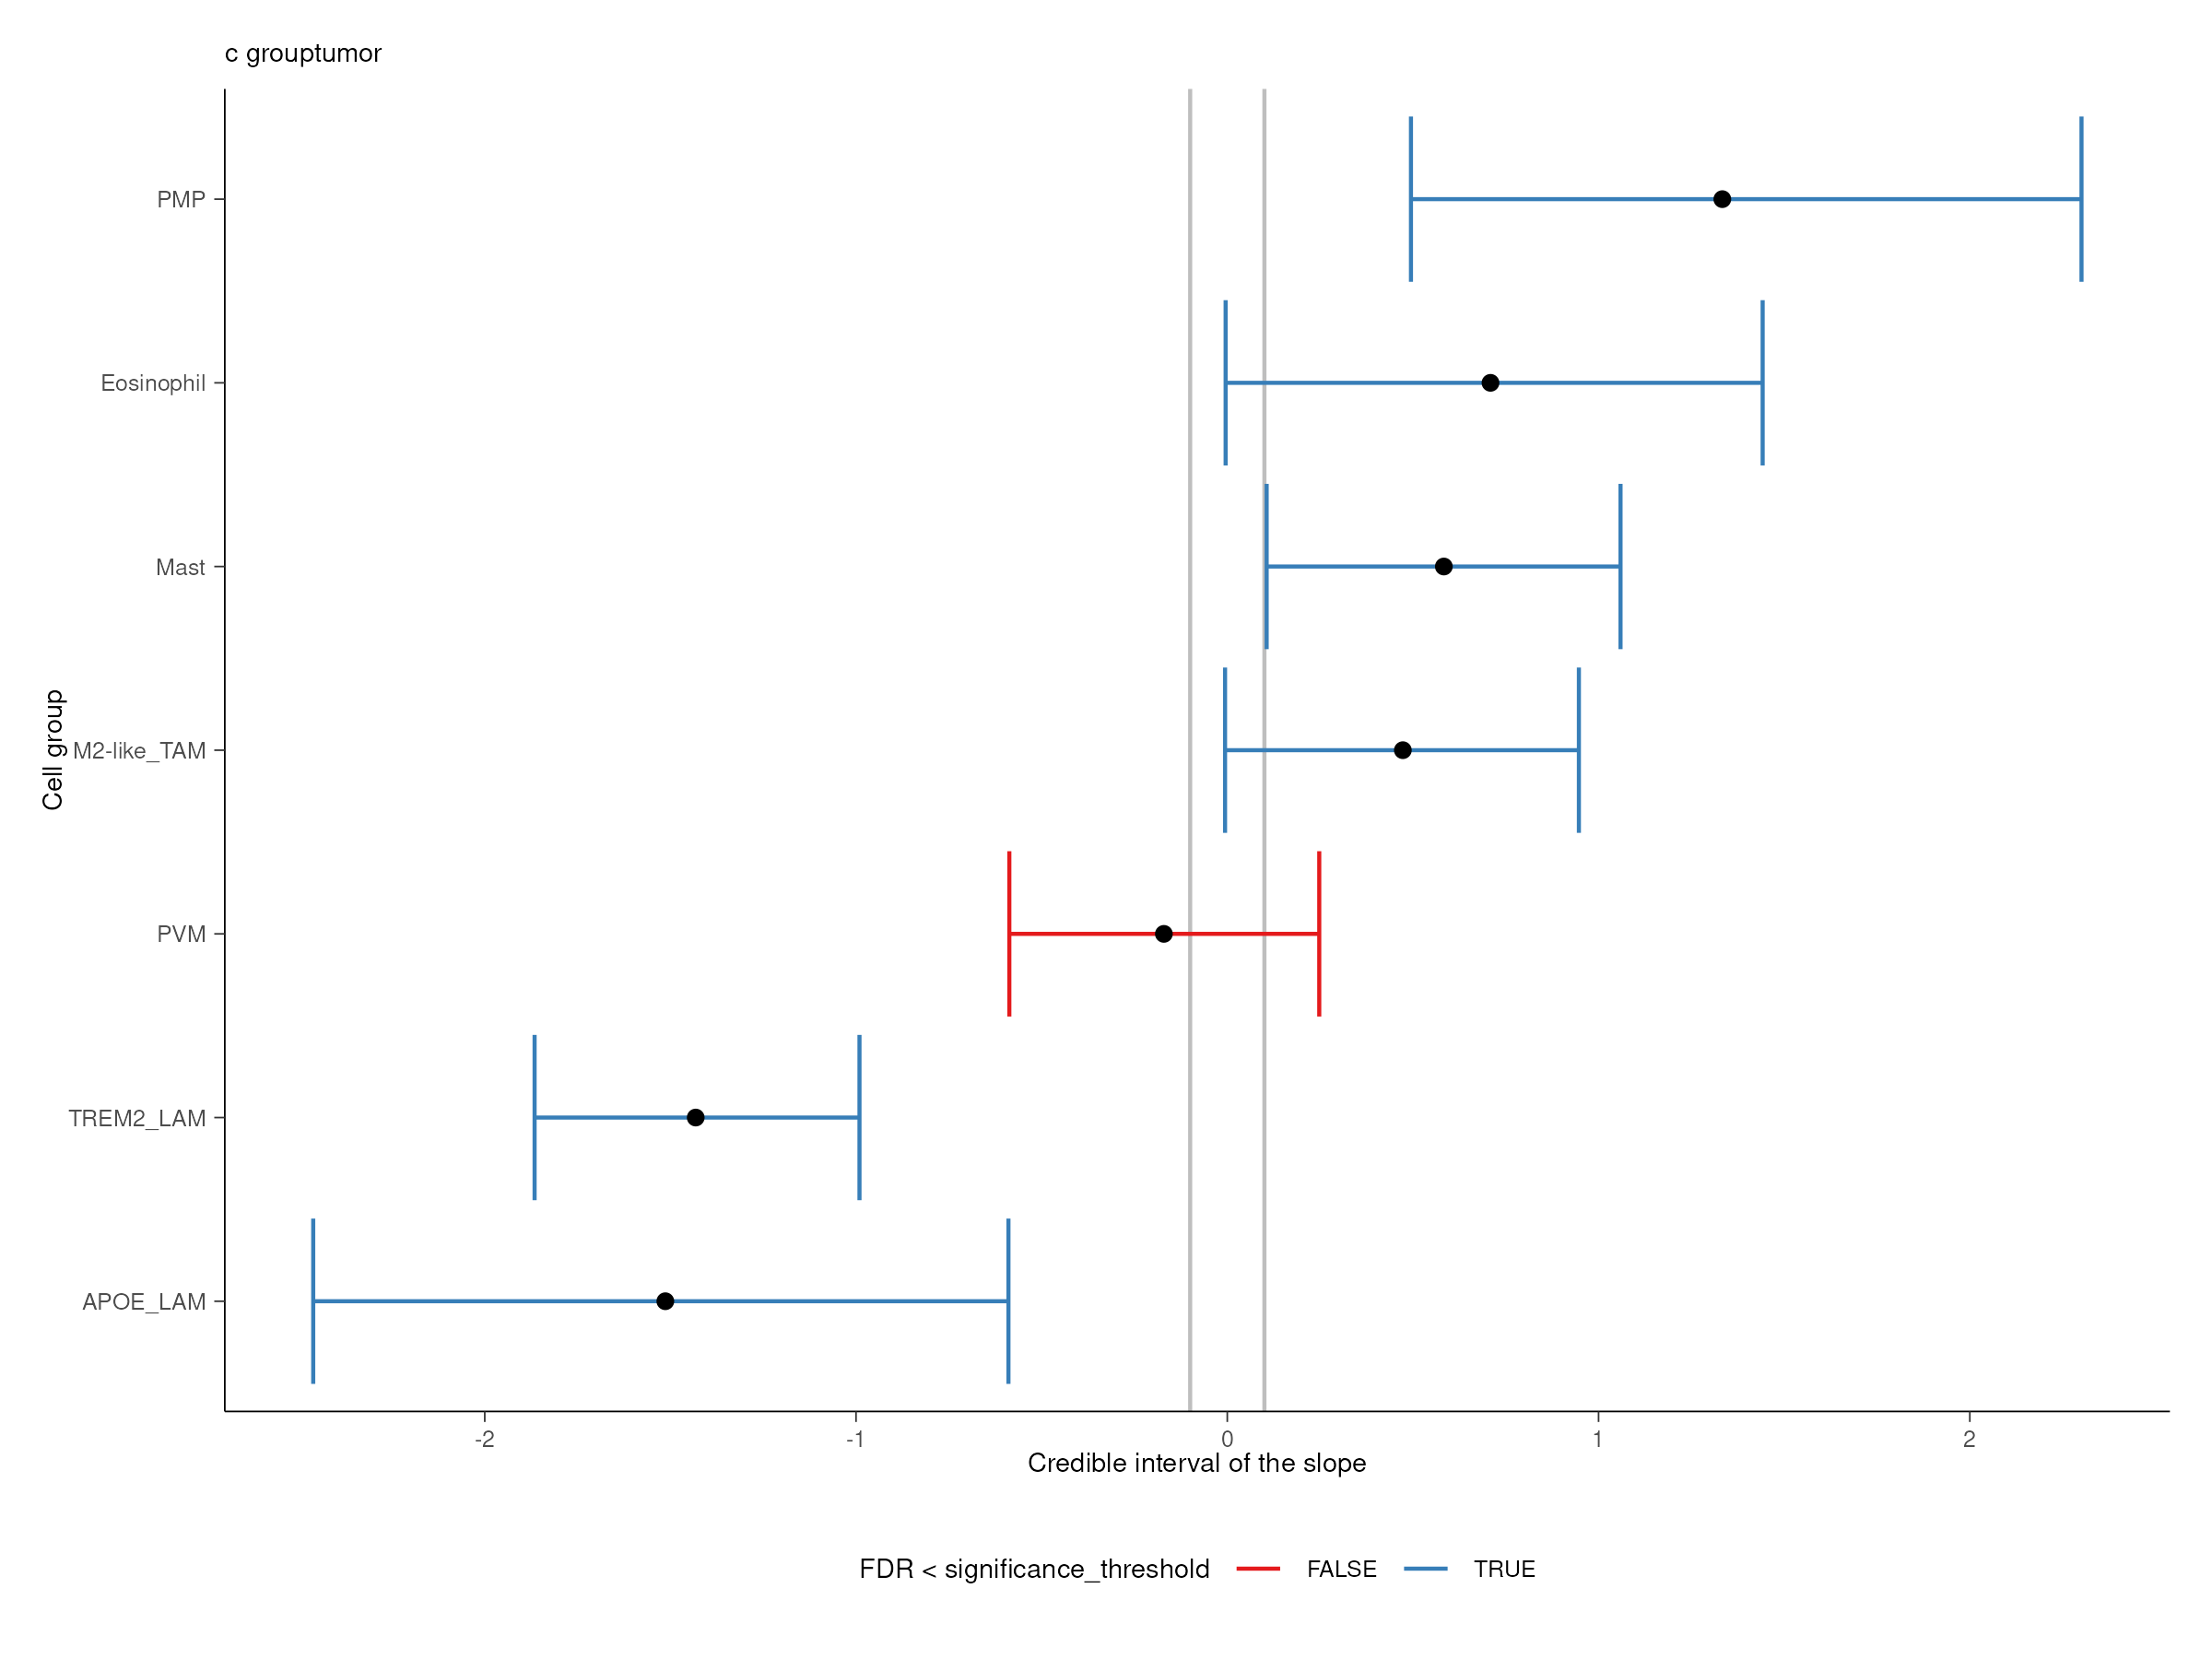 c grouptumor
PMP
Eosinophil
Mast
M2-like_TAM
PVM
TREM2_LAM
APOE_LAM
Cell group
-2 -1 0 1 2
Credible interval of the slope
FDR < significance_threshold FALSE TRUE